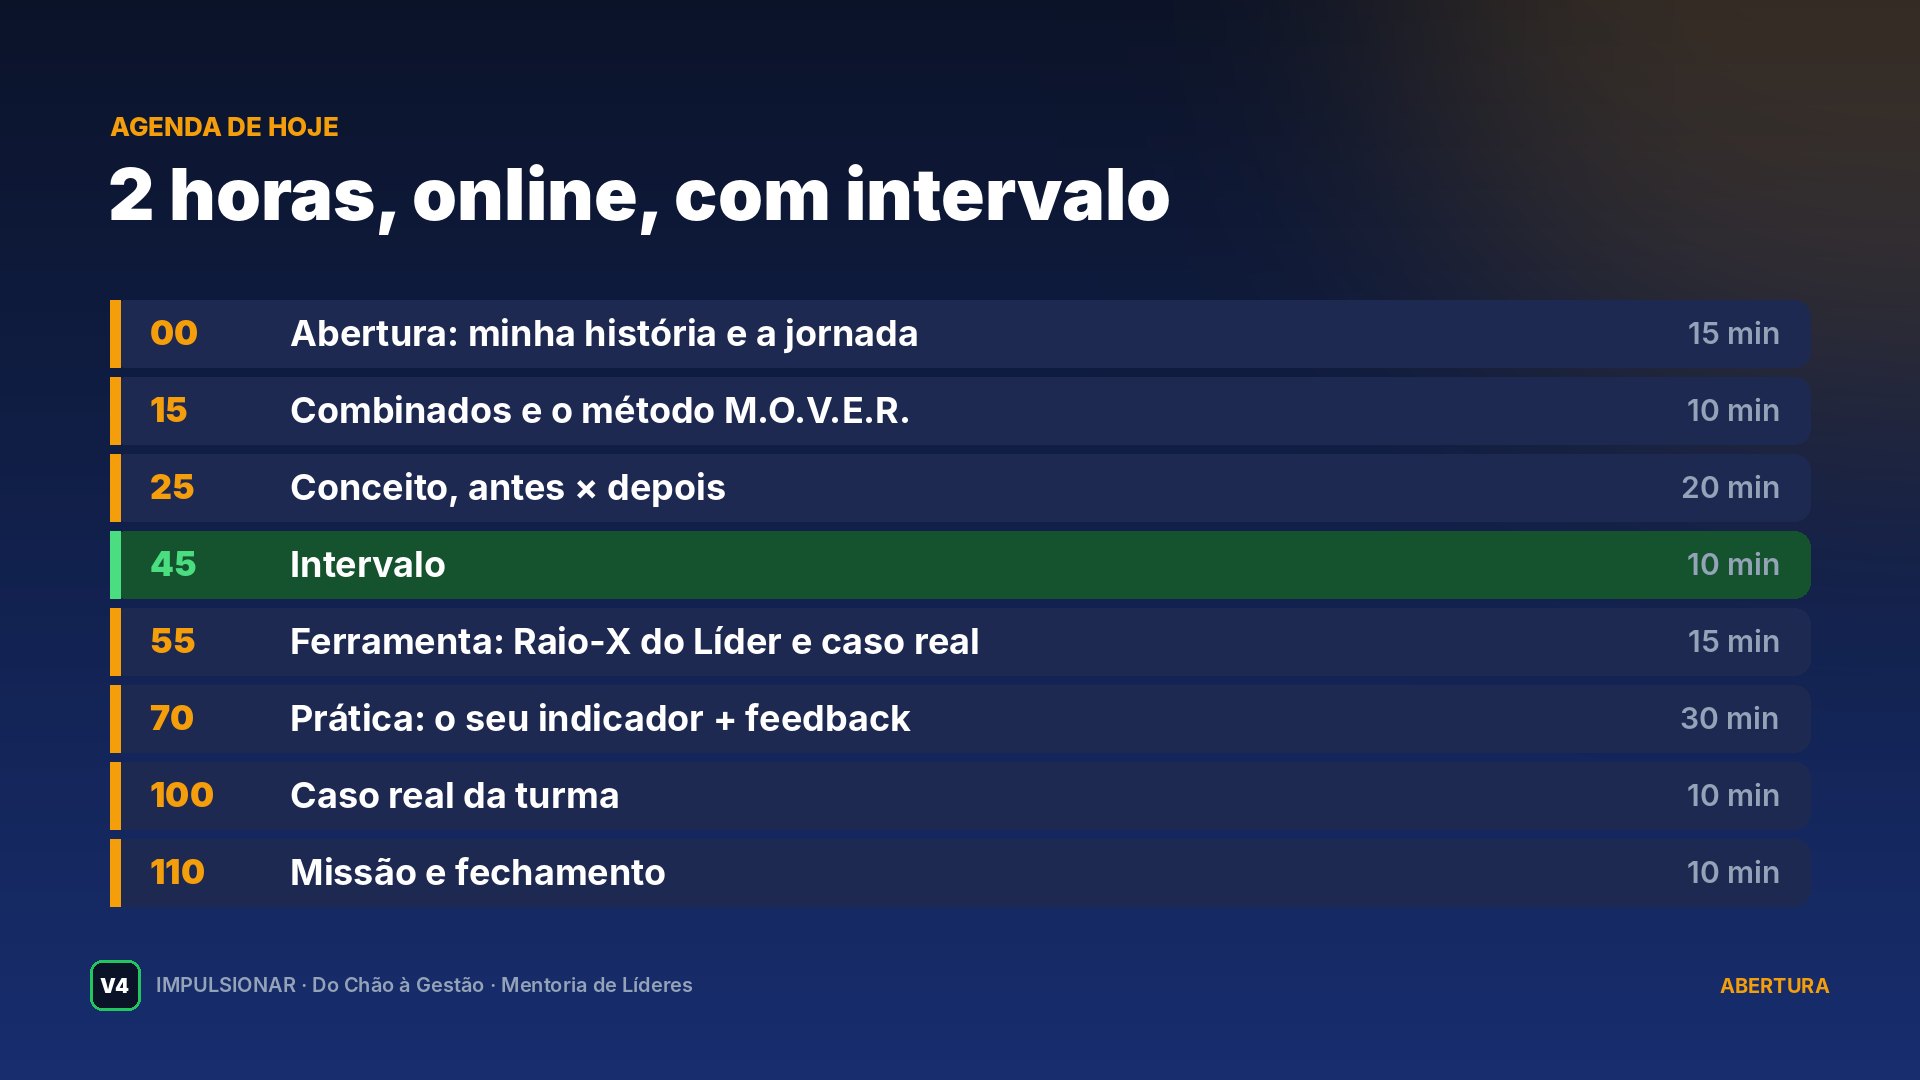 AGENDA DE HOJE
2 horas, online, com intervalo
00 Abertura: minha história e a jornada 15 min
15 Combinados e o método M.O.V.E.R. 10 min
25 Conceito, antes × depois 20 min
45 Intervalo 10 min
55 Ferramenta: Raio-X do Líder e caso real 15 min
70 Prática: o seu indicador + feedback 30 min
100 Caso real da turma 10 min
110 Missão e fechamento 10 min
V4 IMPULSIONAR · Do Chão à Gestão · Mentoria de Líderes ABERTURA